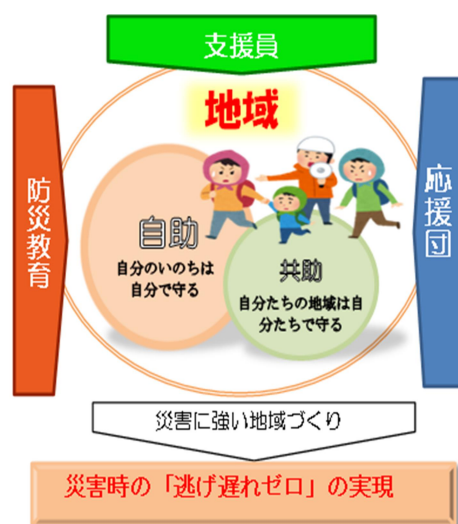 支援員
地域
防災教育
応援団
自助
自分のいのちは
自分で守る
共助
自分たちの地域は自
分たちで守る
災害に強い地域づくり
災害時の「逃げ遅れゼロ」の実現